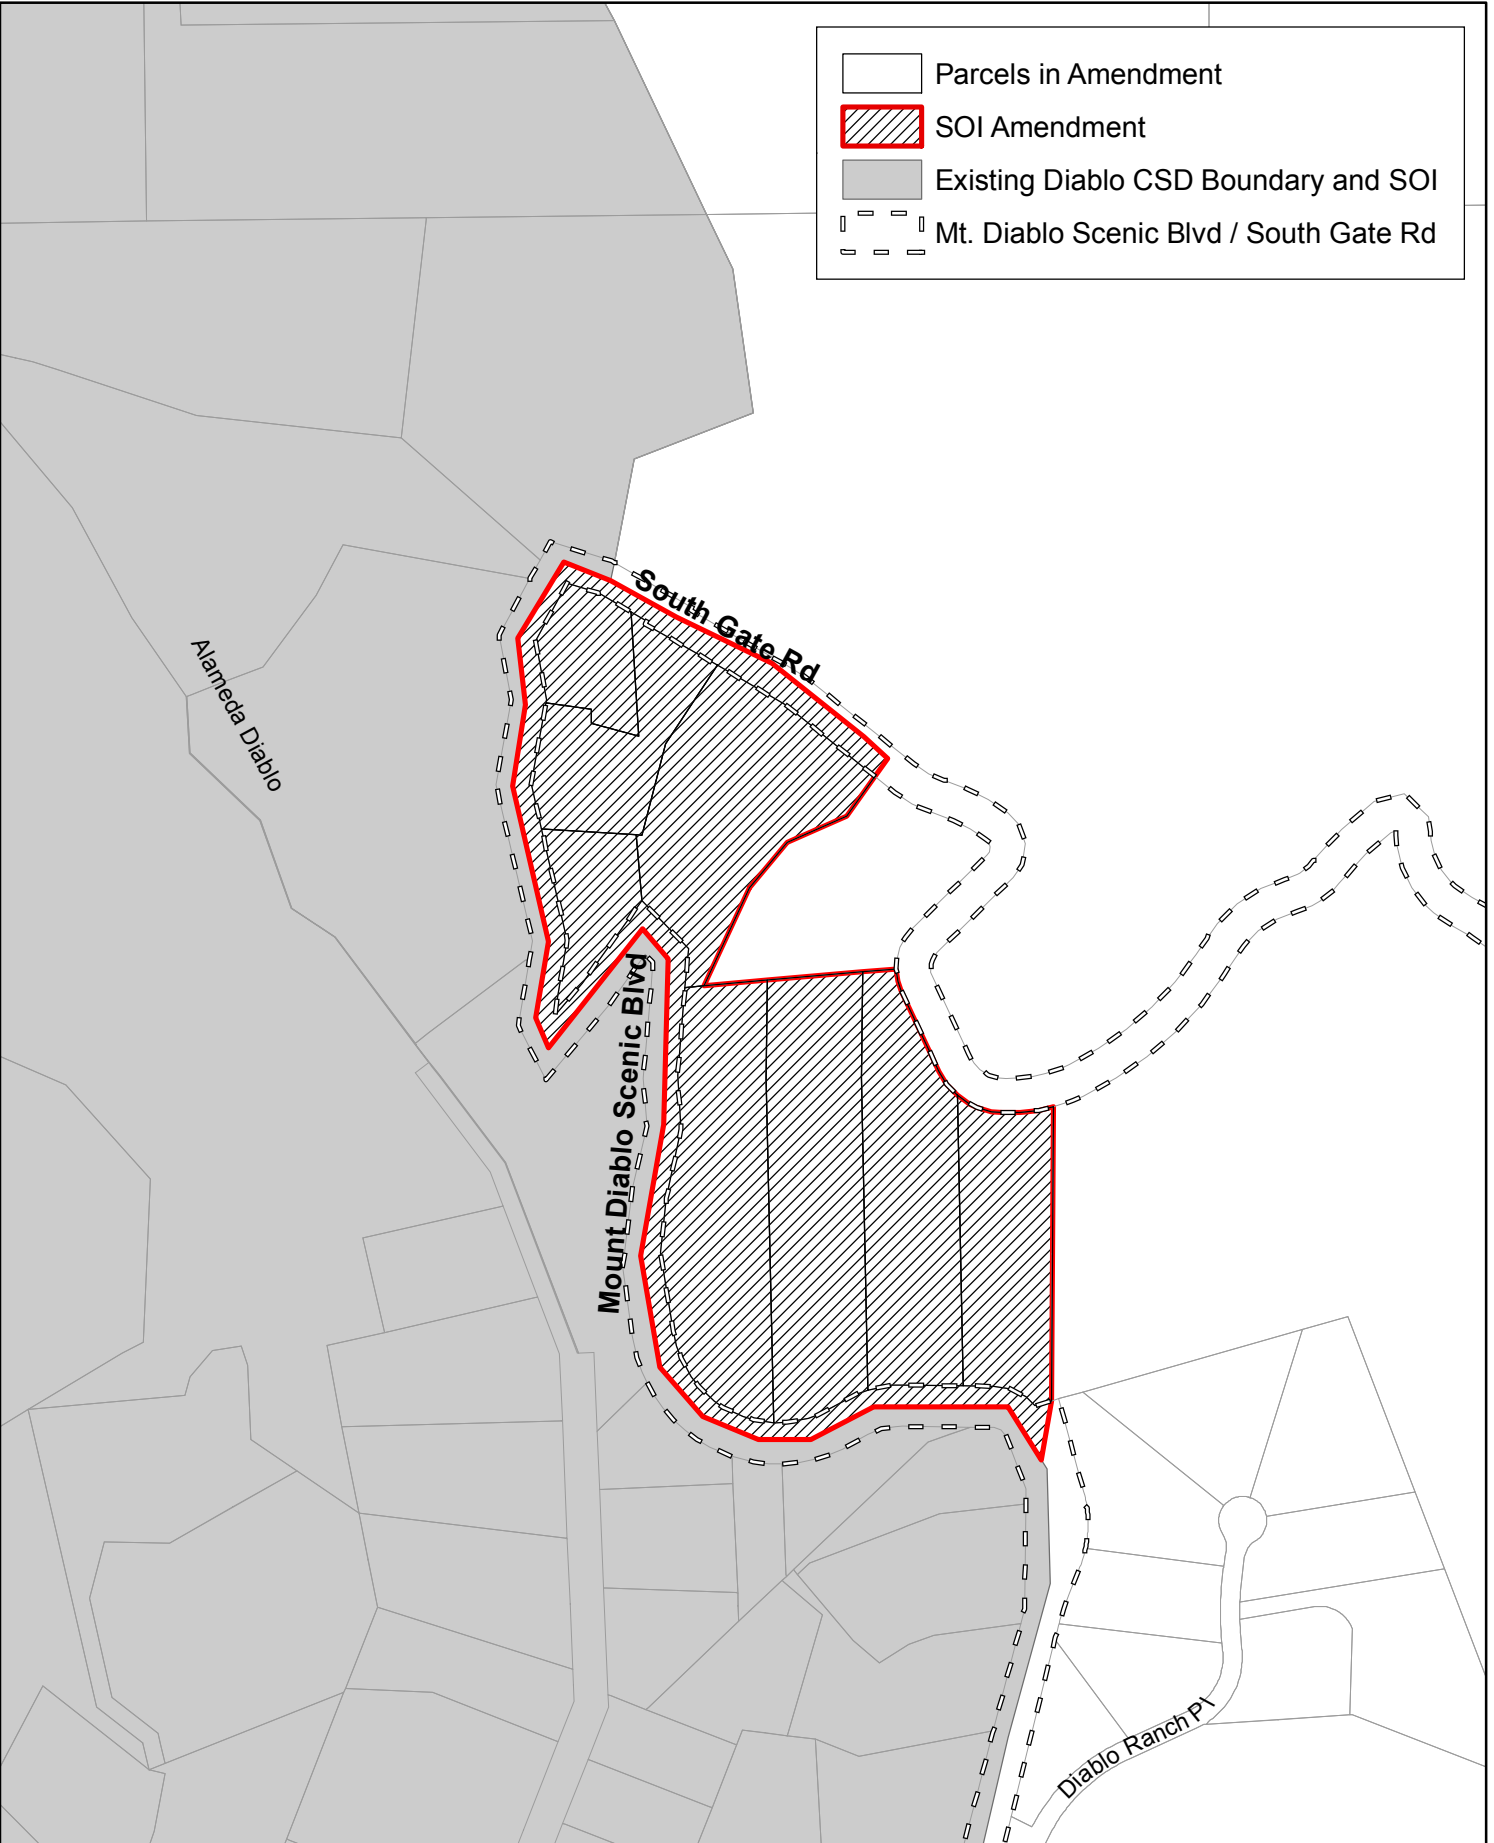 Parcels in Amendment
SOI Amendment
Existing Diablo CSD Boundary and SOI
Mt. Diablo Scenic Blvd / South Gate Rd
South Gate Rd
Alameda Diablo
Mount Diablo Scenic Blvd
Diablo Ranch Pl